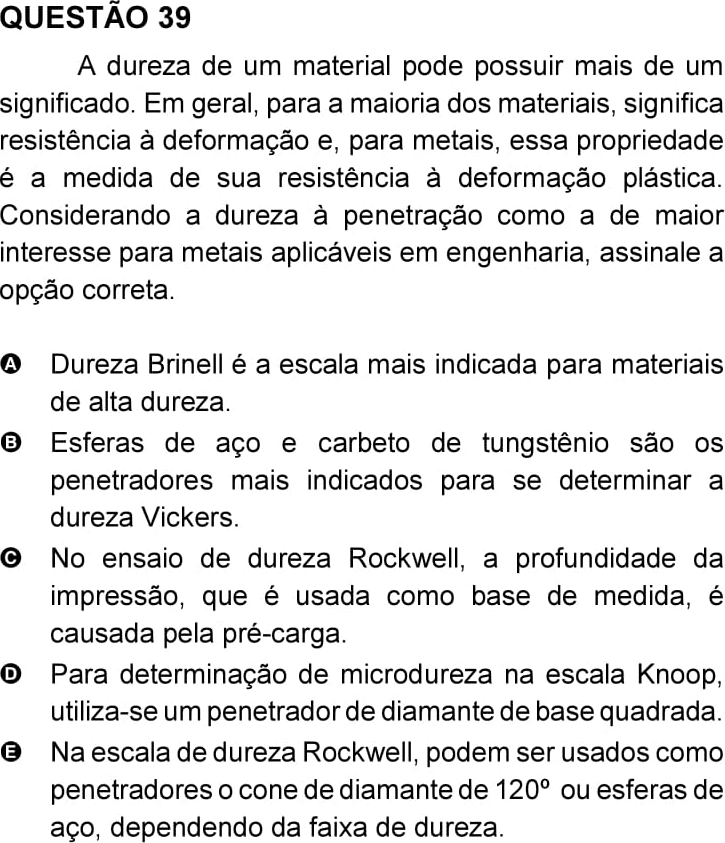 QUESTÃO 39
A dureza de um material pode possuir mais de um
significado. Em geral, para a maioria dos materiais, significa
resistência à deformação e, para metais, essa propriedade
é a medida de sua resistência à deformação plástica.
Considerando a dureza à penetração como a de maior
interesse para metais aplicáveis em engenharia, assinale a
opção correta.
A Dureza Brinell é a escala mais indicada para materiais
de alta dureza.
B Esferas de aço e carbeto de tungstênio são os
penetradores mais indicados para se determinar a
dureza Vickers.
C No ensaio de dureza Rockwell, a profundidade da
impressão, que é usada como base de medida, é
causada pela pré-carga.
D Para determinação de microdureza na escala Knoop,
utiliza-se um penetrador de diamante de base quadrada.
E Na escala de dureza Rockwell, podem ser usados como
penetradores o cone de diamante de 120º ou esferas de
aço, dependendo da faixa de dureza.